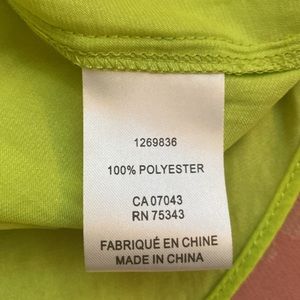 1269836
100% POLYESTER
CA 07043
RN 75343
FABRIQUÉ EN CHINE
MADE IN CHINA